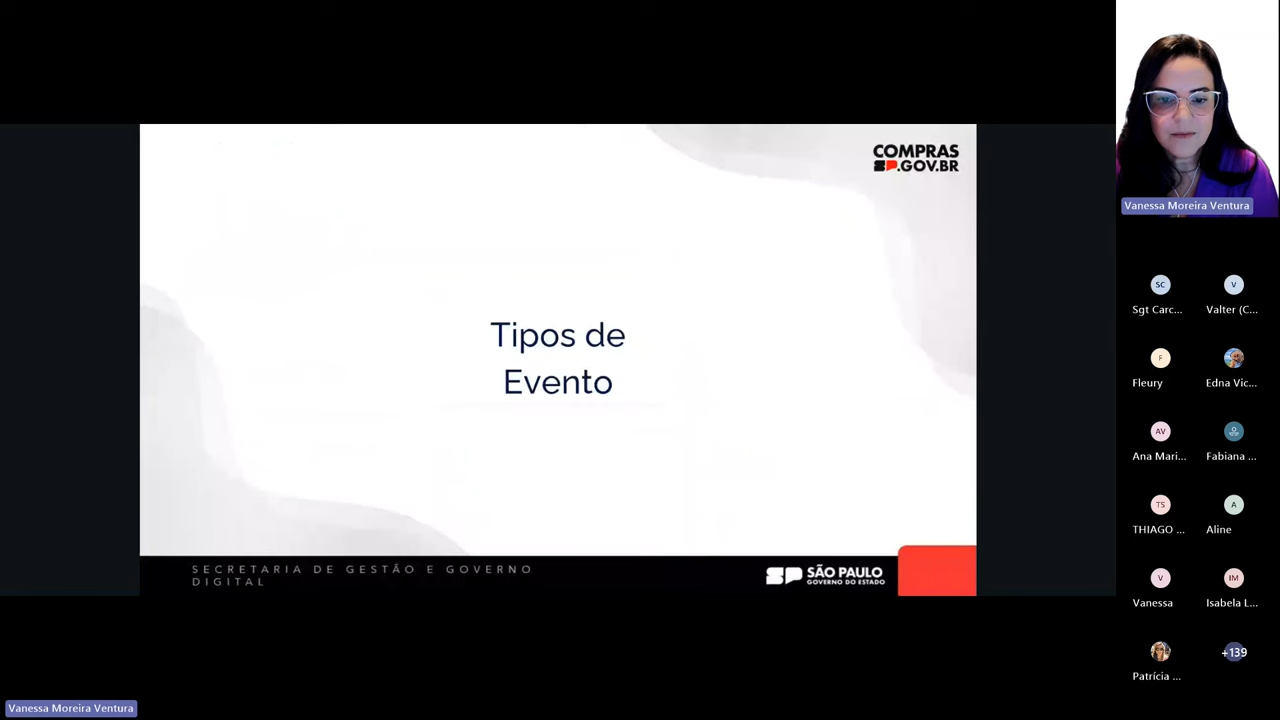 COMPRAS
SP.GOV.BR
Tipos de
Evento
SECRETARIA DE GESTÃO E GOVERNO
DIGITAL
SP SÃO PAULO
GOVERNO DO ESTADO
Vanessa Moreira Ventura
SC
V
Sgt Carc...
Valter (C...
F
Fleury
Edna Vic...
AV
Ana Mari...
Fabiana ...
TS
A
THIAGO ...
Aline
V
IM
Vanessa
Isabela L...
+139
Patrícia ...
Vanessa Moreira Ventura